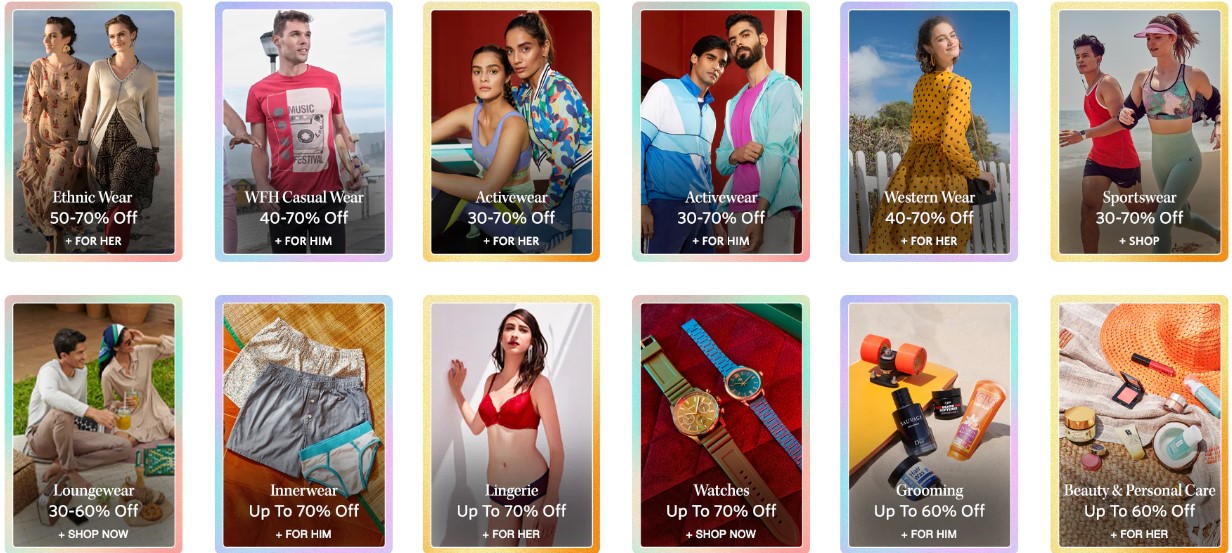 Ethnic Wear
50-70% Off
+ FOR HER
MUSIC
FESTIVAL
WFH Casual Wear
40-70% Off
+ FOR HIM
Activewear
30-70% Off
+ FOR HER
Activewear
30-70% Off
+ FOR HIM
Western Wear
40-70% Off
+ FOR HER
Sportswear
30-70% Off
+ SHOP
Loungewear
30-60% Off
+ SHOP NOW
Innerwear
Up To 70% Off
+ FOR HIM
Lingerie
Up To 70% Off
+ FOR HER
Watches
Up To 70% Off
+ SHOP NOW
SAUVAGE
Grooming
Up To 60% Off
+ FOR HIM
Beauty & Personal Care
Up To 60% Off
+ FOR HER